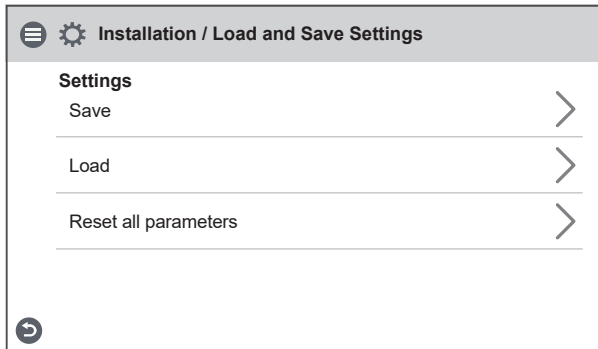 Installation / Load and Save Settings
Settings
Save
Load
Reset all parameters